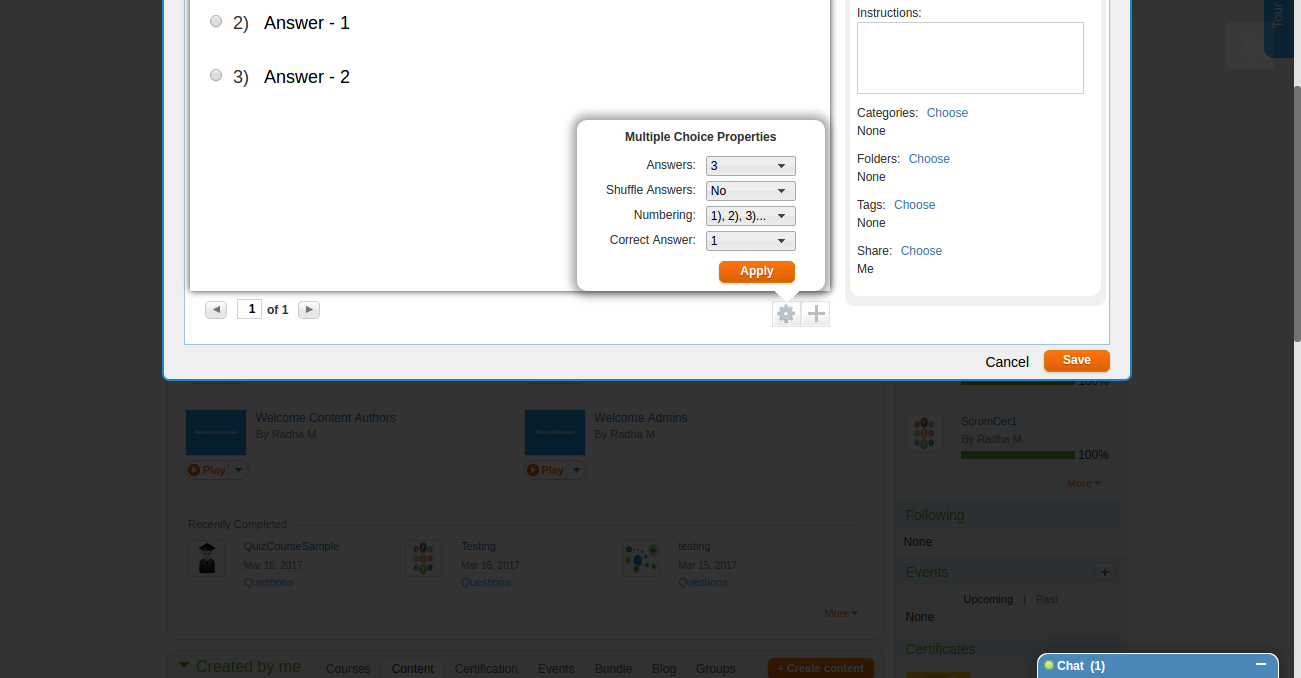 2) Answer - 1
3) Answer - 2
Multiple Choice Properties
Answers: 3
Shuffle Answers: No
Numbering: 1), 2), 3)...
Correct Answer: 1
Apply
1 of 1
Instructions:
Categories: Choose
None
Folders: Choose
None
Tags: Choose
None
Share: Choose
Me
Cancel Save
Tour
Welcome Content Authors
By Radha M
Play
Welcome Admins
By Radha M
Play
100%
ScromCer1
By Radha M
100%
More
Recently Completed
QuizCourseSample
Mar 16, 2017
Questions
Testing
Mar 16, 2017
Questions
testing
Mar 15, 2017
Questions
More
Following
None
Events +
Upcoming | Past
None
Certificates
Created by me Courses Content Certification Events Bundle Blog Groups + Create content
Chat (1)